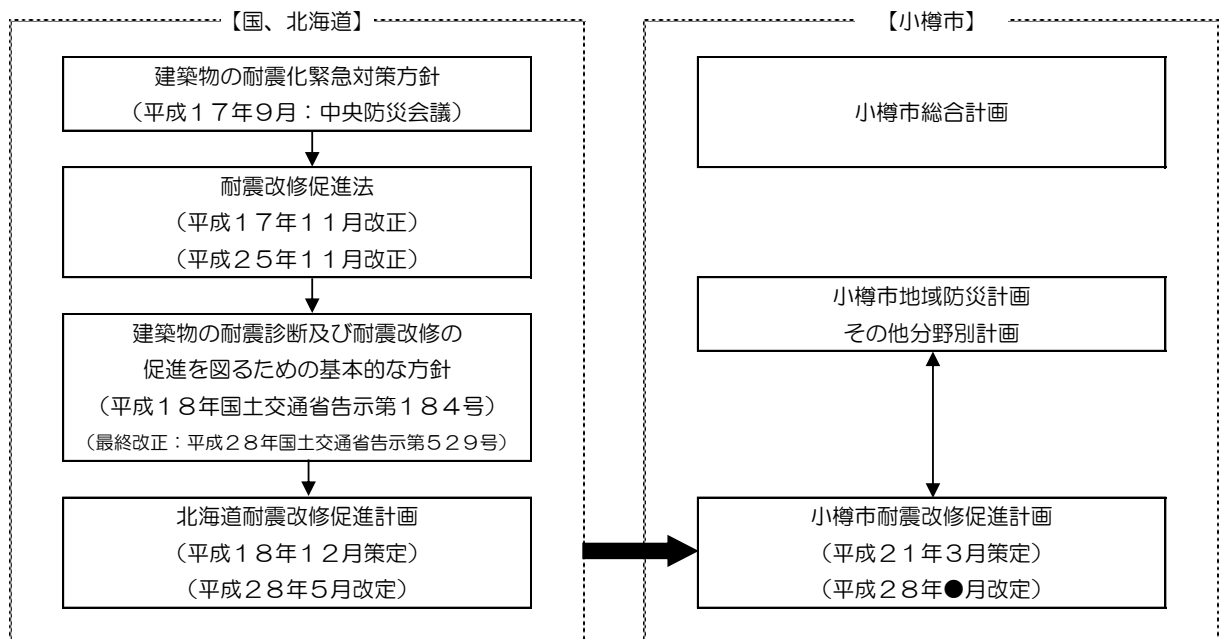 【国、北海道】
建築物の耐震化緊急対策方針
（平成１７年９月：中央防災会議）
耐震改修促進法
（平成１７年１１月改正）
（平成２５年１１月改正）
建築物の耐震診断及び耐震改修の
促進を図るための基本的な方針
（平成１８年国土交通省告示第１８４号）
（最終改正：平成２８年国土交通省告示第５２９号）
北海道耐震改修促進計画
（平成１８年１２月策定）
（平成２８年５月改定）
【小樽市】
小樽市総合計画
小樽市地域防災計画
その他分野別計画
小樽市耐震改修促進計画
（平成２１年３月策定）
（平成２８年●月改定）